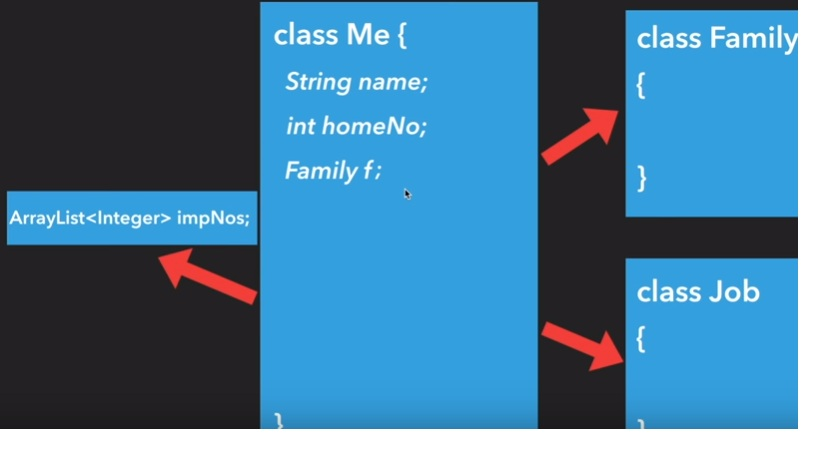 class Me {
String name;
int homeNo;
Family f;
}
ArrayList<Integer> impNos;
class Family
{
}
class Job
{
}